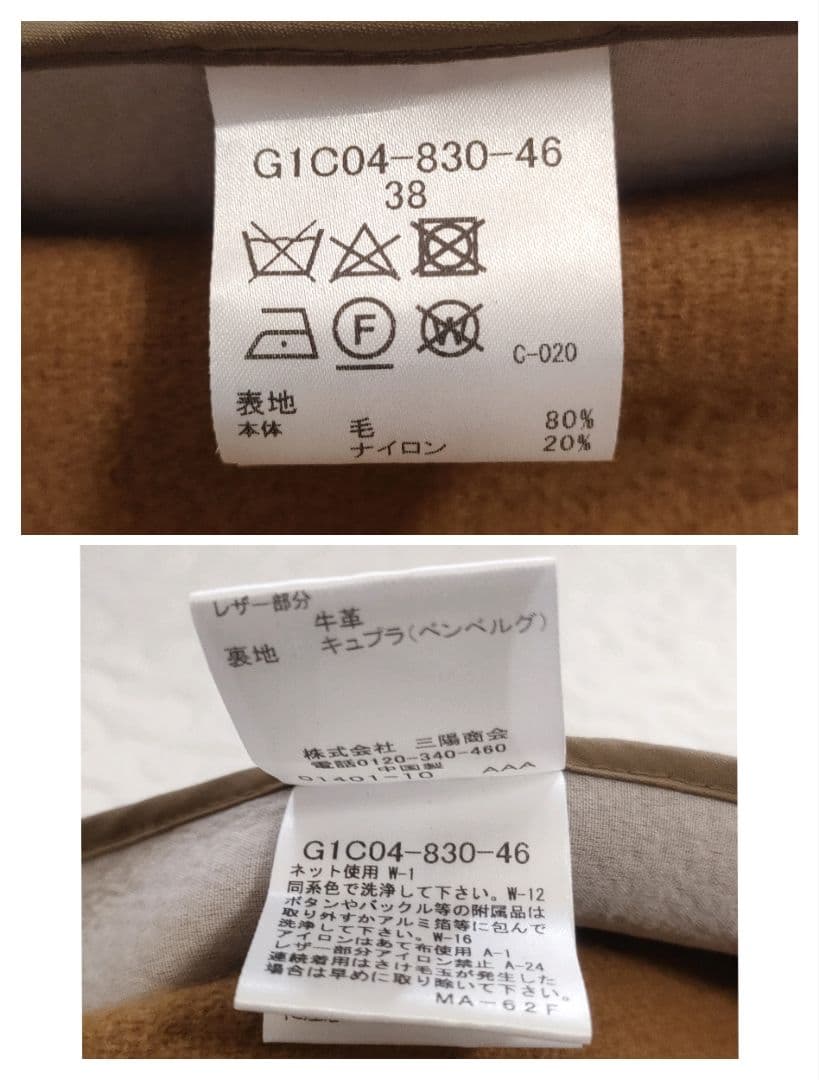 G1C04-830-46
38
F
W
C-020
表地
本体 毛 80%
ナイロン 20%
レザー部分
牛革
裏地 キュプラ(ベンベルグ)
株式会社 三陽商会
電話0120-340-460
中国製
01401-10 AAA
G1C04-830-46
ネット使用 W-1
同系色で洗浄して下さい。W-12
ボタンやバックル等の附属品は
取り外すかアルミ箔等に包んで
洗浄して下さい。W-16
アイロンはあて布使用 A-1
レザー部分アイロン禁止 A-24
連続着用はさけ毛玉が発生した
場合は早めに取り除いて下さい。
MA-62F